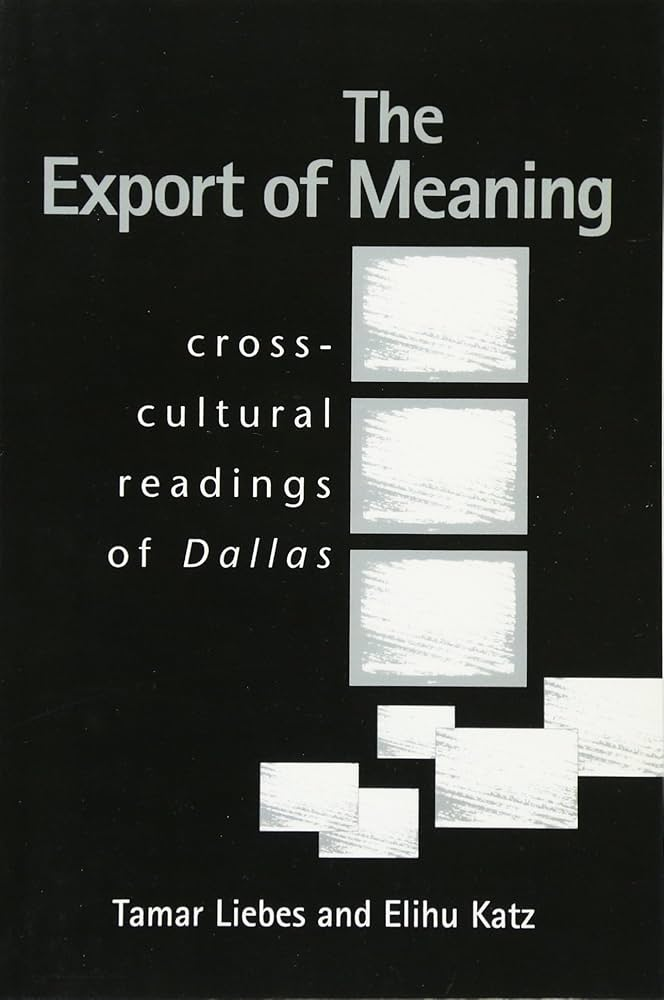 The
Export of Meaning
cross-
cultural
readings
of Dallas
Tamar Liebes and Elihu Katz